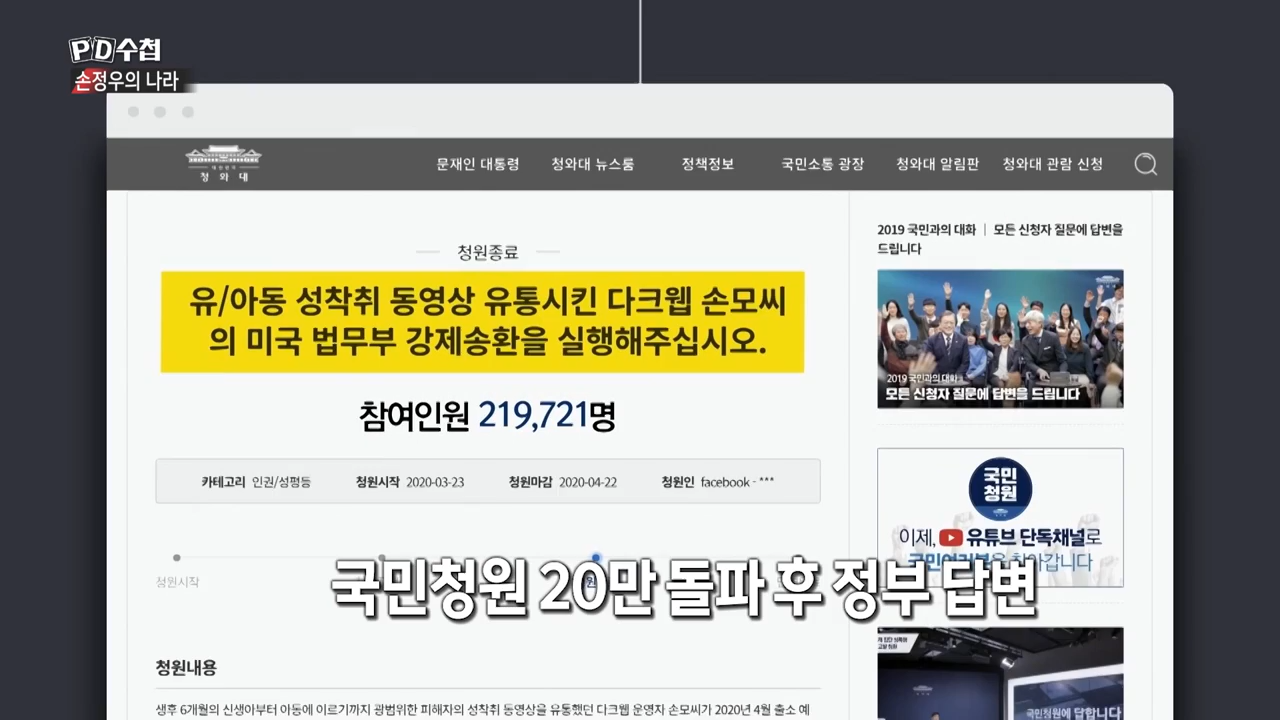 PD수첩
손정우의 나라
대한민국
청와대
문재인 대통령 청와대 뉴스룸 정책정보 국민소통 광장 청와대 알림판 청와대 관람 신청
청원종료
유/아동 성착취 동영상 유통시킨 다크웹 손모씨
의 미국 법무부 강제송환을 실행해주십시오.
참여인원 219,721명
카테고리 인권/성평등 청원시작 2020-03-23 청원마감 2020-04-22 청원인 facebook - ***
청원시작
국민청원 20만 돌파 후 정부 답변
청원내용
생후 6개월의 신생아부터 아동에 이르기까지 광범위한 피해자의 성착취 동영상을 유통했던 다크웹 운영자 손모씨가 2020년 4월 출소 예
2019 국민과의 대화 | 모든 신청자 질문에 답변을
드립니다
2019 국민과의 대화
모든 신청자 질문에 답변을 드립니다
국민
청원
이제, 유튜브 단독채널로
국민청원에 답합니다